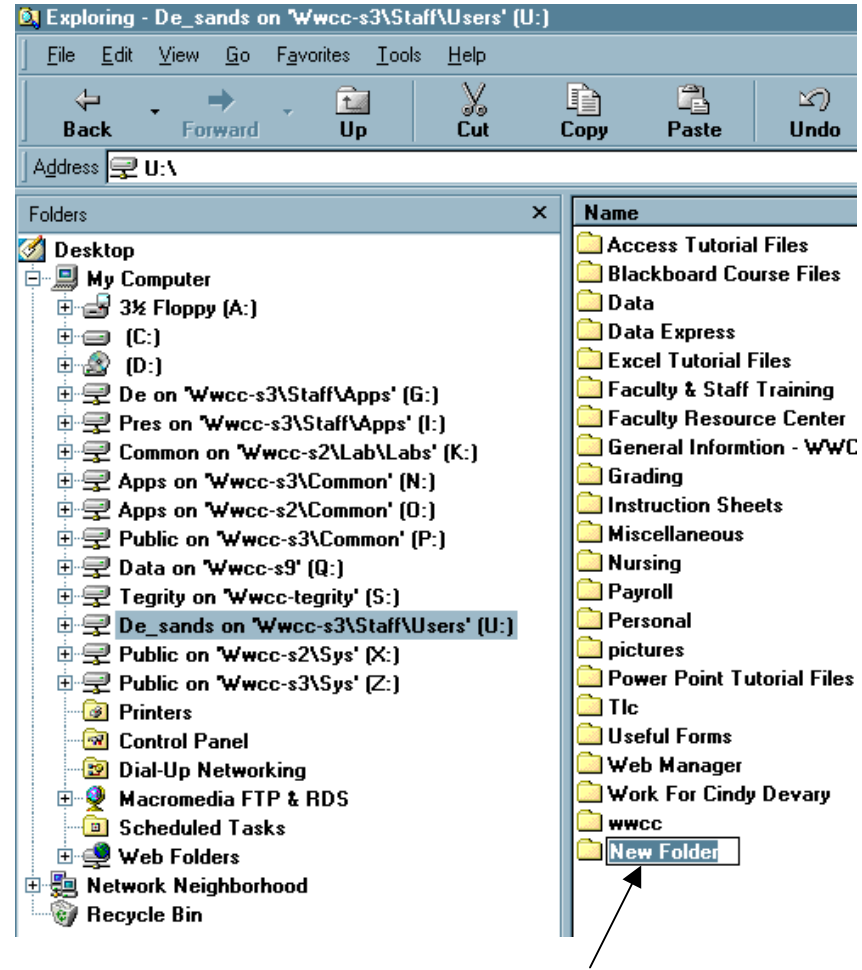 Exploring - De_sands on 'Wwcc-s3\Staff\Users' (U:)
File Edit View Go Favorites Tools Help
Back Forward Up Cut Copy Paste Undo
Address U:\
Folders
Desktop
My Computer
3½ Floppy (A:)
(C:)
(D:)
De on 'Wwcc-s3\Staff\Apps' (G:)
Pres on 'Wwcc-s3\Staff\Apps' (I:)
Common on 'Wwcc-s2\Lab\Labs' (K:)
Apps on 'Wwcc-s3\Common' (N:)
Apps on 'Wwcc-s2\Common' (O:)
Public on 'Wwcc-s3\Common' (P:)
Data on 'Wwcc-s9' (Q:)
Tegrity on 'Wwcc-tegrity' (S:)
De_sands on 'Wwcc-s3\Staff\Users' (U:)
Public on 'Wwcc-s2\Sys' (X:)
Public on 'Wwcc-s3\Sys' (Z:)
Printers
Control Panel
Dial-Up Networking
Macromedia FTP & RDS
Scheduled Tasks
Web Folders
Network Neighborhood
Recycle Bin
Name
Access Tutorial Files
Blackboard Course Files
Data
Data Express
Excel Tutorial Files
Faculty & Staff Training
Faculty Resource Center
General Informtion - WWC
Grading
Instruction Sheets
Miscellaneous
Nursing
Payroll
Personal
pictures
Power Point Tutorial Files
Tlc
Useful Forms
Web Manager
Work For Cindy Devary
wwcc
New Folder